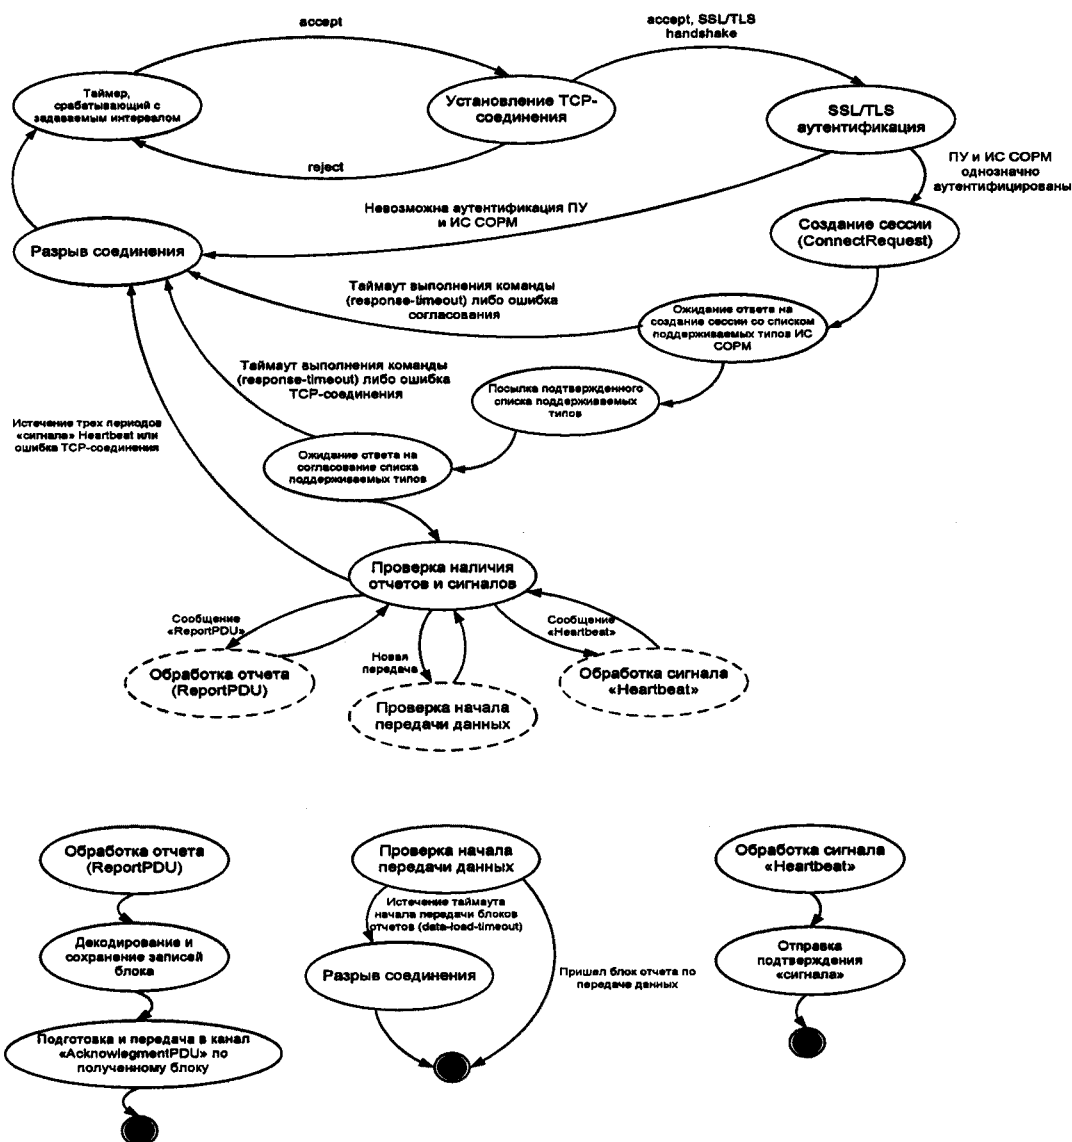 accept
accept, SSL/TLS
handshake
Таймер,
срабатывающий с
задаваемым интервалом
Установление TCP-
соединения
SSL/TLS
аутентификация
reject
ПУ и ИС СОРМ
однозначно
аутентифицированы
Невозможна аутентификация ПУ
и ИС СОРМ
Создание сессии
(ConnectRequest)
Разрыв соединения
Таймаут выполнения команды
(response-timeout) либо ошибка
согласования
Ожидание ответа на
создание сессии со списком
поддерживаемых типов ИС
СОРМ
Таймаут выполнения команды
(response-timeout) либо ошибка
TCP-соединения
Посылка подтвержденного
списка поддерживаемых
типов
Истечение трех периодов
«сигнала» Heartbeat или
ошибка TCP-соединения
Ожидание ответа на
согласование списка
поддерживаемых типов
Проверка наличия
отчетов и сигналов
Сообщение
«ReportPDU»
Сообщение
«Heartbeat»
Новая
передача
Обработка отчета
(ReportPDU)
Проверка начала
передачи данных
Обработка сигнала
«Heartbeat»
Обработка отчета
(ReportPDU)
Декодирование и
сохранение записей
блока
Подготовка и передача в канал
«AcknowlegmentPDU» по
полученному блоку
Проверка начала
передачи данных
Истечение таймаута
начала передачи блоков
отчетов (data-load-timeout)
Разрыв соединения
Пришел блок отчета по
передаче данных
Обработка сигнала
«Heartbeat»
Отправка
подтверждения
«сигнала»